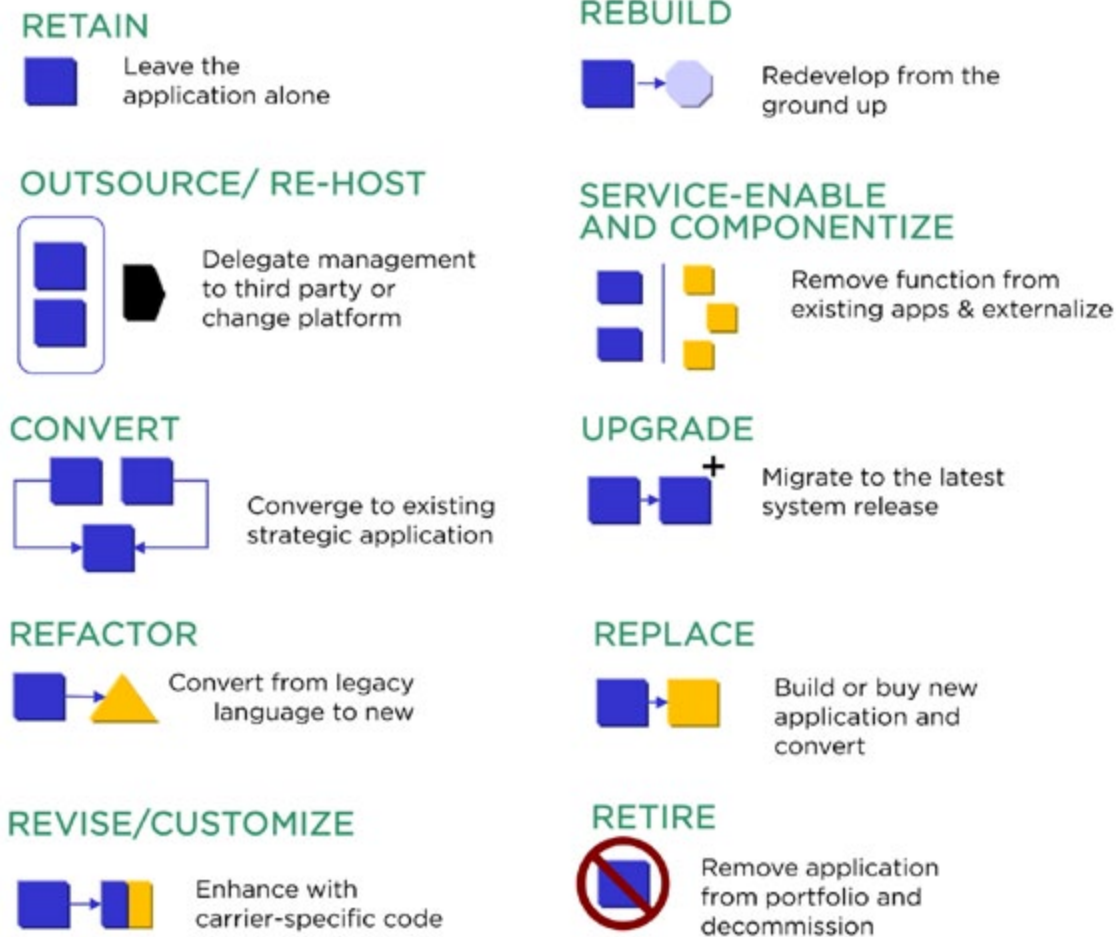 RETAIN
Leave the
application alone
REBUILD
Redevelop from the
ground up
OUTSOURCE/ RE-HOST
Delegate management
to third party or
change platform
SERVICE-ENABLE
AND COMPONENTIZE
Remove function from
existing apps & externalize
CONVERT
Converge to existing
strategic application
UPGRADE
+
Migrate to the latest
system release
REFACTOR
Convert from legacy
language to new
REPLACE
Build or buy new
application and
convert
REVISE/CUSTOMIZE
Enhance with
carrier-specific code
RETIRE
Remove application
from portfolio and
decommission